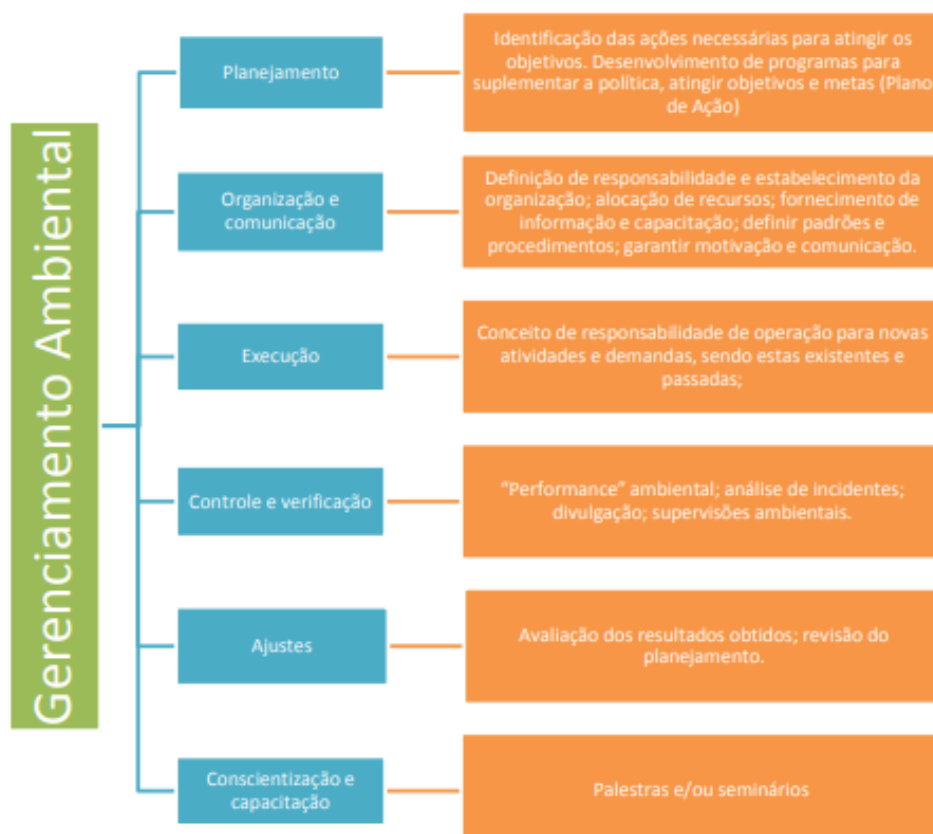 Gerenciamento Ambiental
Planejamento
Identificação das ações necessárias para atingir os
objetivos. Desenvolvimento de programas para
suplementar a política, atingir objetivos e metas (Plano
de Ação)
Organização e
comunicação
Definição de responsabilidade e estabelecimento da
organização; alocação de recursos; fornecimento de
informação e capacitação; definir padrões e
procedimentos; garantir motivação e comunicação.
Execução
Conceito de responsabilidade de operação para novas
atividades e demandas, sendo estas existentes e
passadas;
Controle e verificação
“Performance” ambiental; análise de incidentes;
divulgação; supervisões ambientais.
Ajustes
Avaliação dos resultados obtidos; revisão do
planejamento.
Conscientização e
capacitação
Palestras e/ou seminários